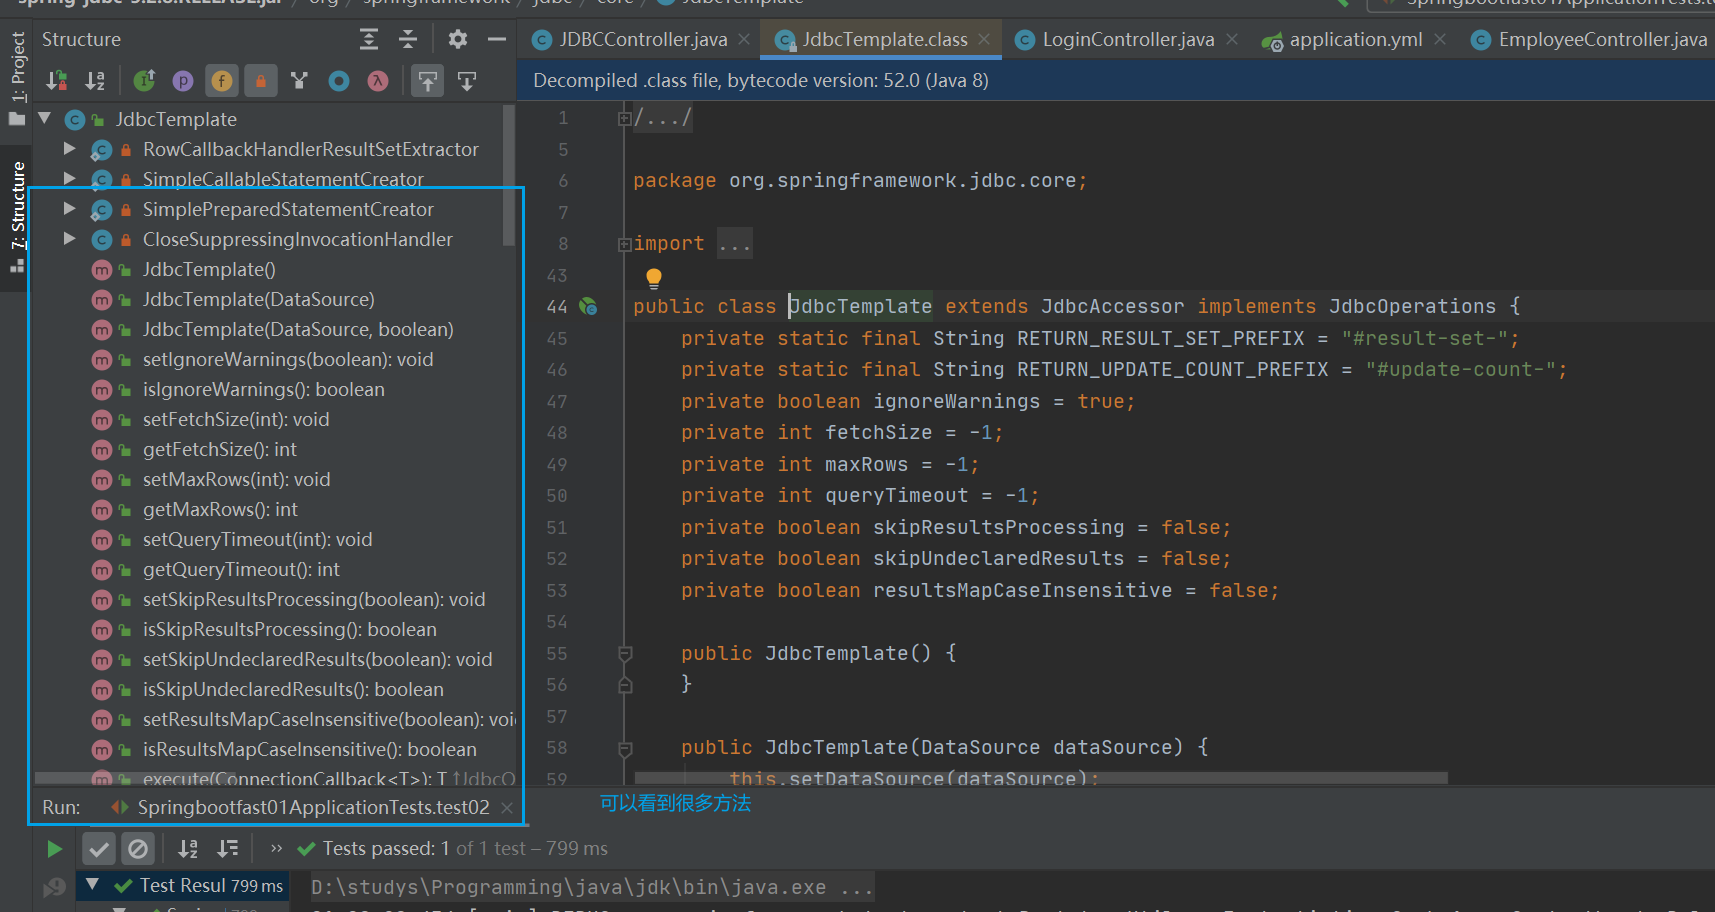 spring-jdbc-5.2.8.RELEASE.jar / org / springframework / jdbc / core / JdbcTemplate
Springbootfast01ApplicationTests.t
1: Project
7: Structure
Structure
JDBCController.java
JdbcTemplate.class
LoginController.java
application.yml
EmployeeController.java
Decompiled .class file, bytecode version: 52.0 (Java 8)
JdbcTemplate
RowCallbackHandlerResultSetExtractor
SimpleCallableStatementCreator
SimplePreparedStatementCreator
CloseSuppressingInvocationHandler
JdbcTemplate()
JdbcTemplate(DataSource)
JdbcTemplate(DataSource, boolean)
setIgnoreWarnings(boolean): void
isIgnoreWarnings(): boolean
setFetchSize(int): void
getFetchSize(): int
setMaxRows(int): void
getMaxRows(): int
setQueryTimeout(int): void
getQueryTimeout(): int
setSkipResultsProcessing(boolean): void
isSkipResultsProcessing(): boolean
setSkipUndeclaredResults(boolean): void
isSkipUndeclaredResults(): boolean
setResultsMapCaseInsensitive(boolean): voi
isResultsMapCaseInsensitive(): boolean
execute(ConnectionCallback<T>): T ↑JdbcO
1 /.../
5
6 package org.springframework.jdbc.core;
7
8 import ...
43
44 public class JdbcTemplate extends JdbcAccessor implements JdbcOperations {
45 private static final String RETURN_RESULT_SET_PREFIX = "#result-set-";
46 private static final String RETURN_UPDATE_COUNT_PREFIX = "#update-count-";
47 private boolean ignoreWarnings = true;
48 private int fetchSize = -1;
49 private int maxRows = -1;
50 private int queryTimeout = -1;
51 private boolean skipResultsProcessing = false;
52 private boolean skipUndeclaredResults = false;
53 private boolean resultsMapCaseInsensitive = false;
54
55 public JdbcTemplate() {
56 }
57
58 public JdbcTemplate(DataSource dataSource) {
59 this.setDataSource(dataSource);
Run: Springbootfast01ApplicationTests.test02
可以看到很多方法
Tests passed: 1 of 1 test – 799 ms
Test Resul 799 ms
D:\studys\Programming\java\jdk\bin\java.exe ...